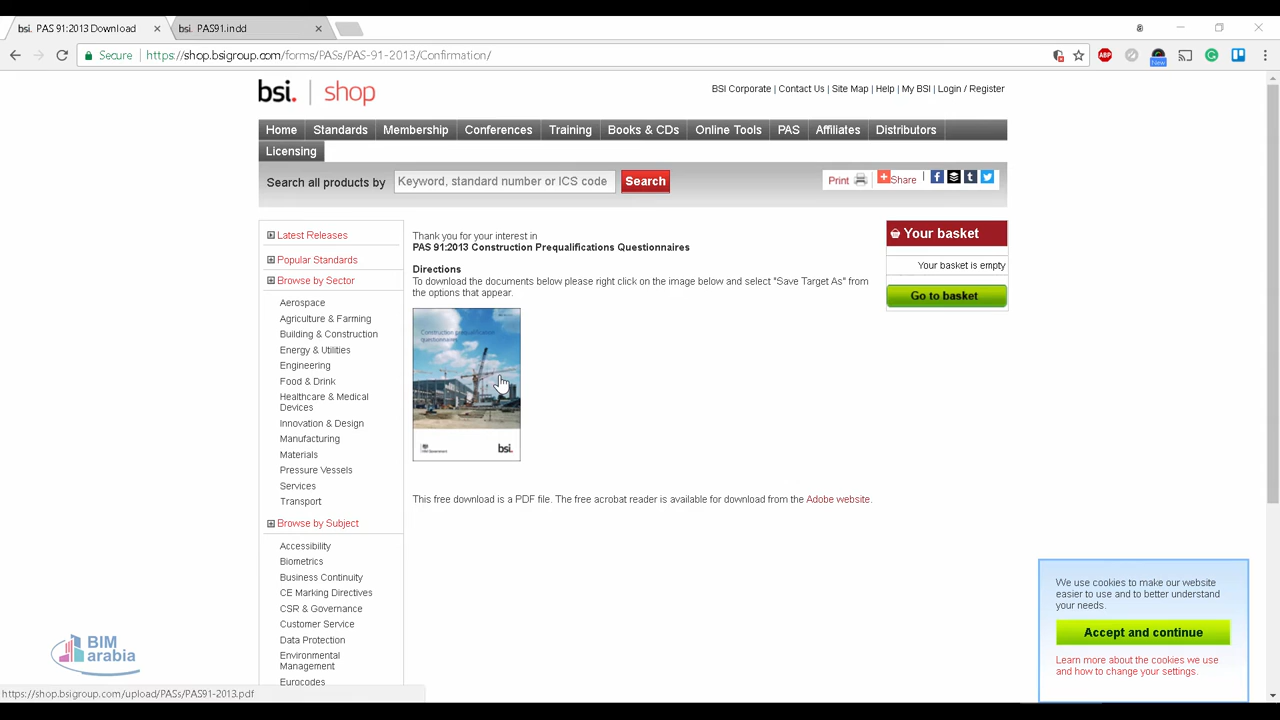 bsi. PAS 91:2013 Download
bsi. PAS91.indd
Secure
https://shop.bsigroup.com/forms/PASs/PAS-91-2013/Confirmation/
ABP
New
bsi. shop
BSI Corporate | Contact Us | Site Map | Help | My BSI | Login / Register
Home Standards Membership Conferences Training Books & CDs Online Tools PAS Affiliates Distributors
Licensing
Search all products by Keyword, standard number or ICS code Search
Print Share
Latest Releases
Popular Standards
Browse by Sector
Aerospace
Agriculture & Farming
Building & Construction
Energy & Utilities
Engineering
Food & Drink
Healthcare & Medical
Devices
Innovation & Design
Manufacturing
Materials
Pressure Vessels
Services
Transport
Browse by Subject
Accessibility
Biometrics
Business Continuity
CE Marking Directives
CSR & Governance
Customer Service
Data Protection
Environmental
Management
Eurocodes
Thank you for your interest in
PAS 91:2013 Construction Prequalifications Questionnaires
Directions
To download the documents below please right click on the image below and select "Save Target As" from
the options that appear.
Construction prequalification
questionnaires
bsi.
This free download is a PDF file. The free acrobat reader is available for download from the Adobe website.
Your basket
Your basket is empty
Go to basket
We use cookies to make our website
easier to use and to better understand
your needs.
Accept and continue
Learn more about the cookies we use
and how to change your settings.
BIM
arabia
https://shop.bsigroup.com/upload/PASs/PAS91-2013.pdf